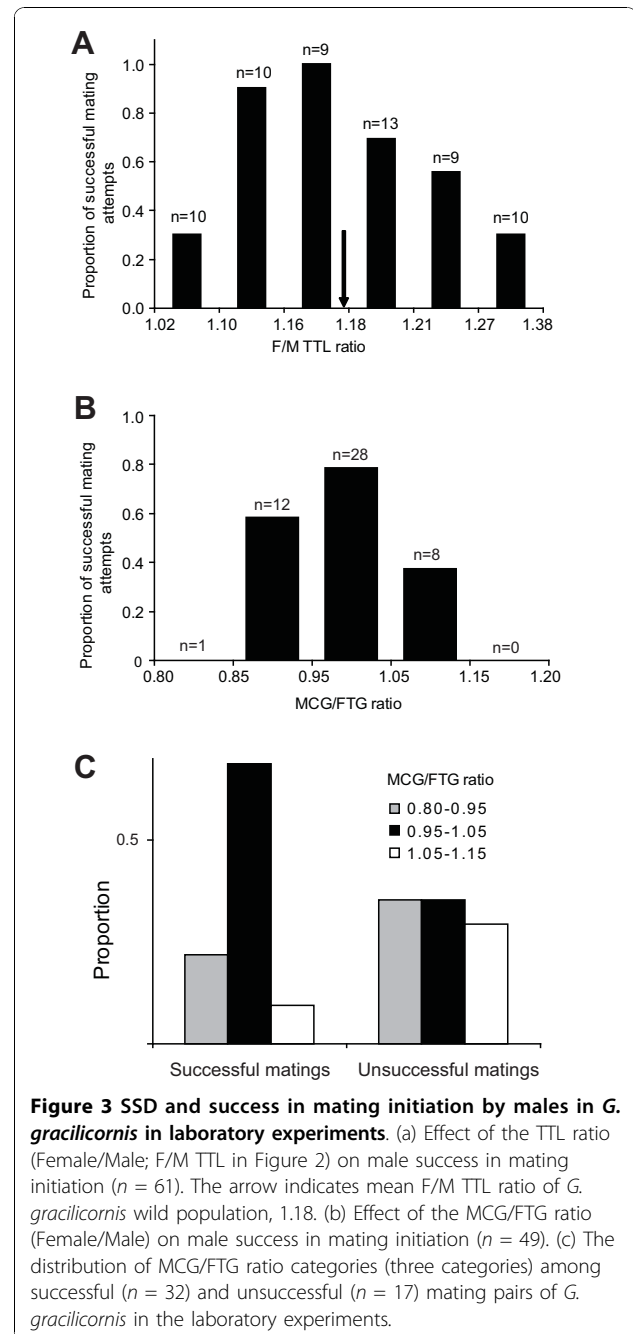 A
Proportion of successful mating attempts
1.0
0.8
0.6
0.4
0.2
0.0
n=10
n=10
n=9
n=13
n=9
n=10
1.02 1.10 1.16 1.18 1.21 1.27 1.38
F/M TTL ratio
B
Proportion of successful mating attempts
1.0
0.8
0.6
0.4
0.2
0
n=1
n=12
n=28
n=8
n=0
0.80 0.85 0.95 1.05 1.15 1.20
MCG/FTG ratio
C
Proportion
0.5
MCG/FTG ratio
0.80-0.95
0.95-1.05
1.05-1.15
Successful matings Unsuccessful matings
Figure 3 SSD and success in mating initiation by males in G.
gracilicornis in laboratory experiments. (a) Effect of the TTL ratio
(Female/Male; F/M TTL in Figure 2) on male success in mating
initiation (n = 61). The arrow indicates mean F/M TTL ratio of G.
gracilicornis wild population, 1.18. (b) Effect of the MCG/FTG ratio
(Female/Male) on male success in mating initiation (n = 49). (c) The
distribution of MCG/FTG ratio categories (three categories) among
successful (n = 32) and unsuccessful (n = 17) mating pairs of G.
gracilicornis in the laboratory experiments.